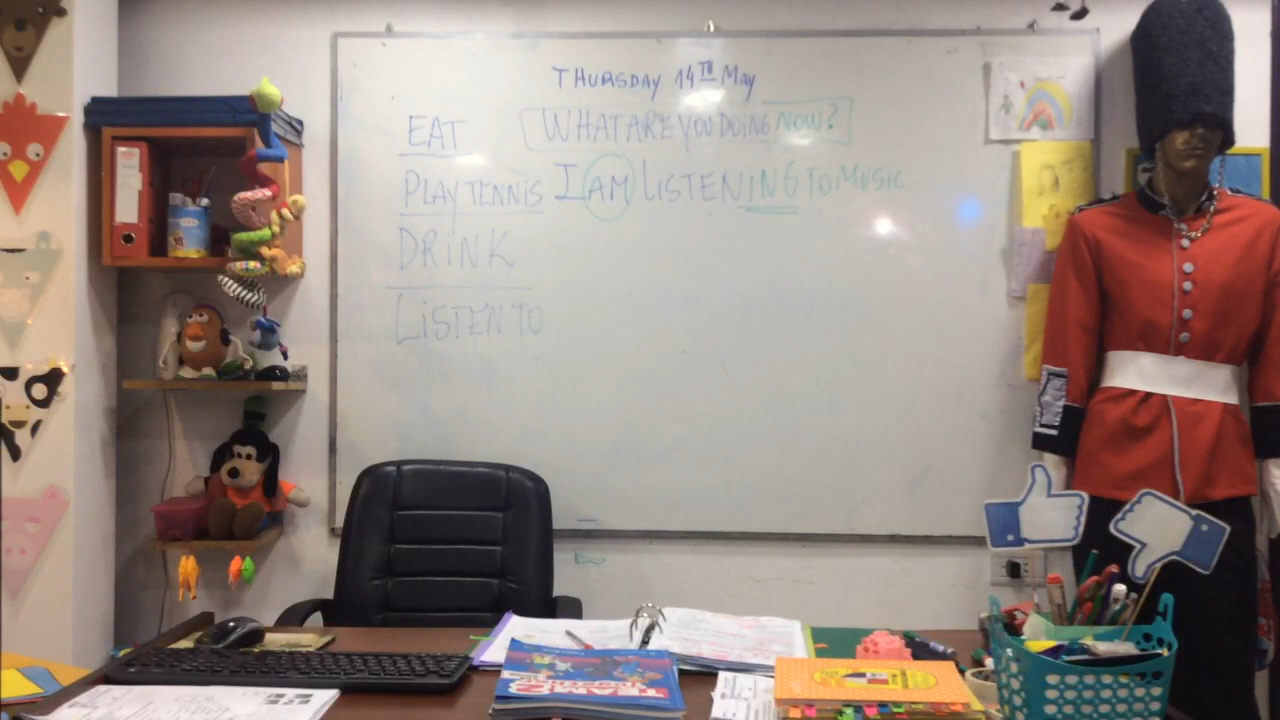 THURSDAY 14TH MAY
EAT
WHAT ARE YOU DOING NOW?
PLAY TENNIS
I AM LISTENING TO MUSIC
DRINK
LISTEN TO